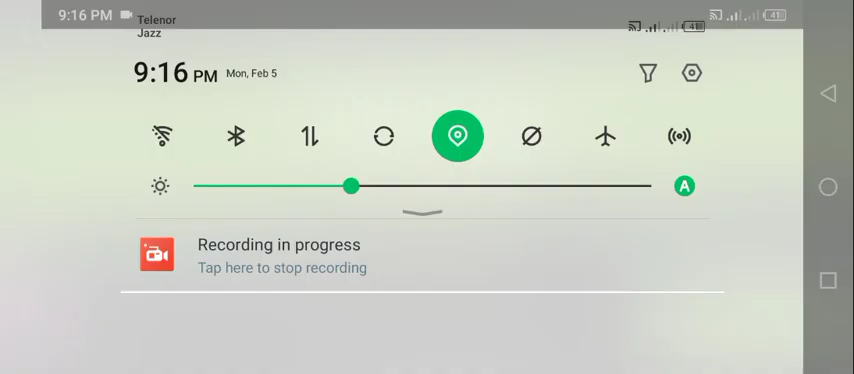 9:16 PM
41
Telenor
Jazz
41
9:16 PM Mon, Feb 5
A
Recording in progress
Tap here to stop recording